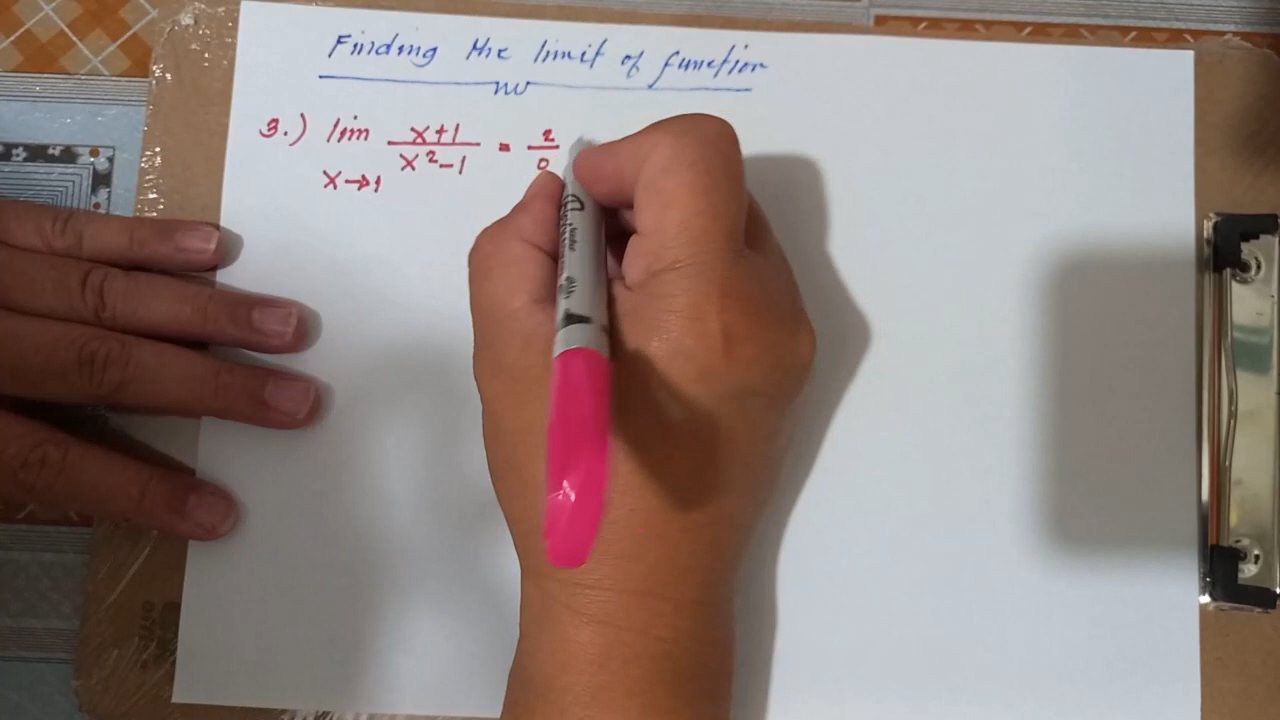 Finding the limit of function
3.) lim x+1 / x²-1 = 2/0
x→1